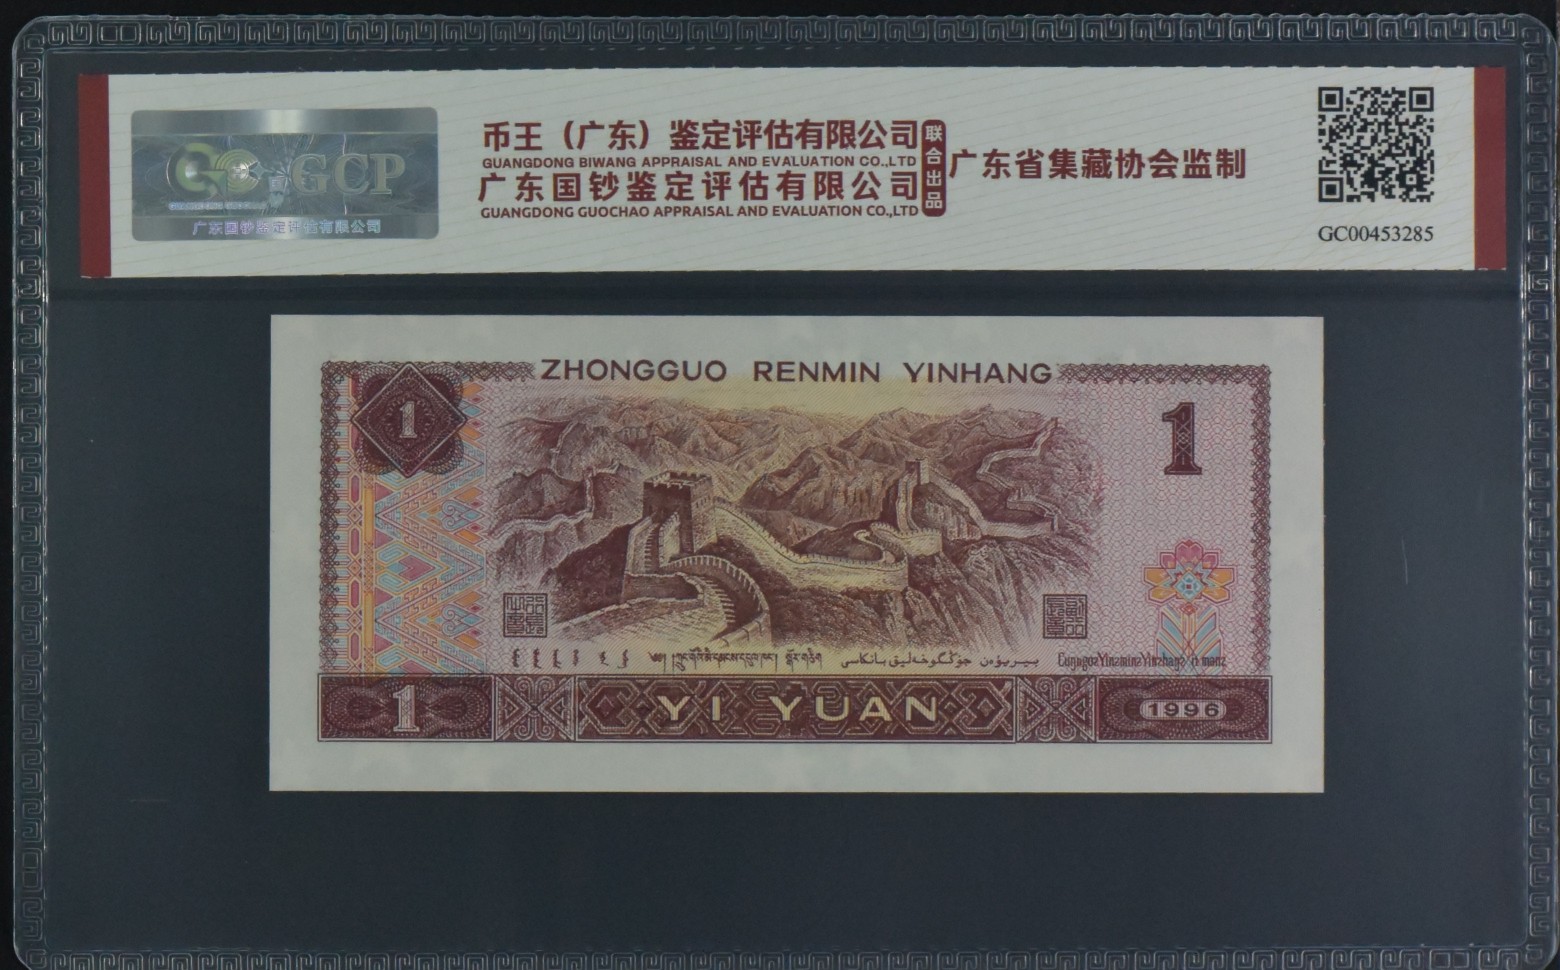 GCP
广东国钞鉴定评估有限公司
币王（广东）鉴定评估有限公司
GUANGDONG BIWANG APPRAISAL AND EVALUATION CO.,LTD
广东国钞鉴定评估有限公司
GUANGDONG GUOCHAO APPRAISAL AND EVALUATION CO.,LTD
联合出品
广东省集藏协会监制
GC00453285
ZHONGGUO RENMIN YINHANG
1
1
1
YI YUAN
1996